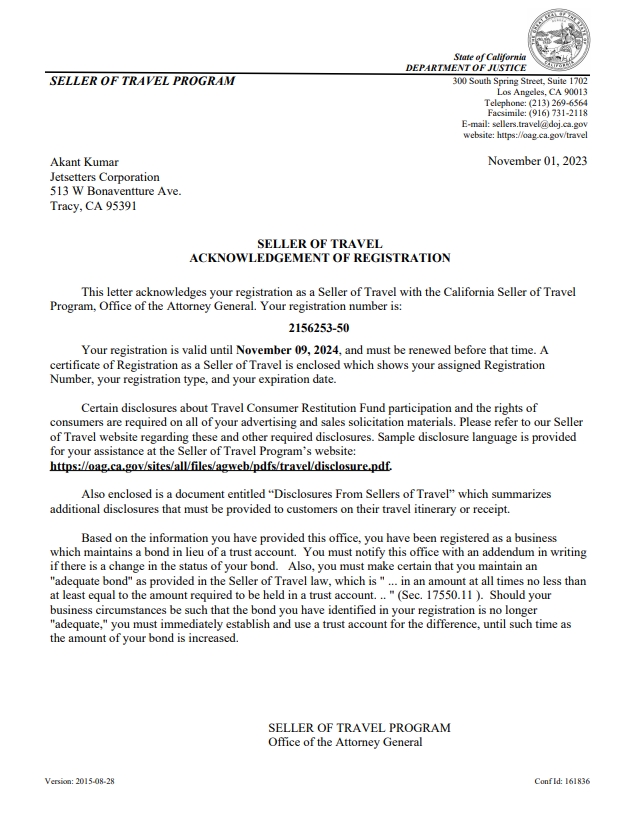 State of California
DEPARTMENT OF JUSTICE
SELLER OF TRAVEL PROGRAM
300 South Spring Street, Suite 1702
Los Angeles, CA 90013
Telephone: (213) 269-6564
Facsimile: (916) 731-2118
E-mail: sellers.travel@doj.ca.gov
website: https://oag.ca.gov/travel
November 01, 2023
Akant Kumar
Jetsetters Corporation
513 W Bonaventture Ave.
Tracy, CA 95391
SELLER OF TRAVEL
ACKNOWLEDGEMENT OF REGISTRATION
This letter acknowledges your registration as a Seller of Travel with the California Seller of Travel
Program, Office of the Attorney General. Your registration number is:
2156253-50
Your registration is valid until November 09, 2024, and must be renewed before that time. A
certificate of Registration as a Seller of Travel is enclosed which shows your assigned Registration
Number, your registration type, and your expiration date.
Certain disclosures about Travel Consumer Restitution Fund participation and the rights of
consumers are required on all of your advertising and sales solicitation materials. Please refer to our Seller
of Travel website regarding these and other required disclosures. Sample disclosure language is provided
for your assistance at the Seller of Travel Program's website:
https://oag.ca.gov/sites/all/files/agweb/pdfs/travel/disclosure.pdf.
Also enclosed is a document entitled “Disclosures From Sellers of Travel” which summarizes
additional disclosures that must be provided to customers on their travel itinerary or receipt.
Based on the information you have provided this office, you have been registered as a business
which maintains a bond in lieu of a trust account. You must notify this office with an addendum in writing
if there is a change in the status of your bond. Also, you must make certain that you maintain an
"adequate bond" as provided in the Seller of Travel law, which is " ... in an amount at all times no less than
at least equal to the amount required to be held in a trust account. .. " (Sec. 17550.11 ). Should your
business circumstances be such that the bond you have identified in your registration is no longer
"adequate," you must immediately establish and use a trust account for the difference, until such time as
the amount of your bond is increased.
SELLER OF TRAVEL PROGRAM
Office of the Attorney General
Version: 2015-08-28
Conf Id: 161836